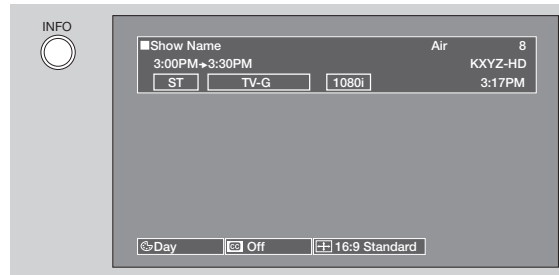 INFO
■Show Name Air 8
3:00PM→3:30PM KXYZ-HD
ST TV-G 1080i 3:17PM
Day CC Off 16:9 Standard